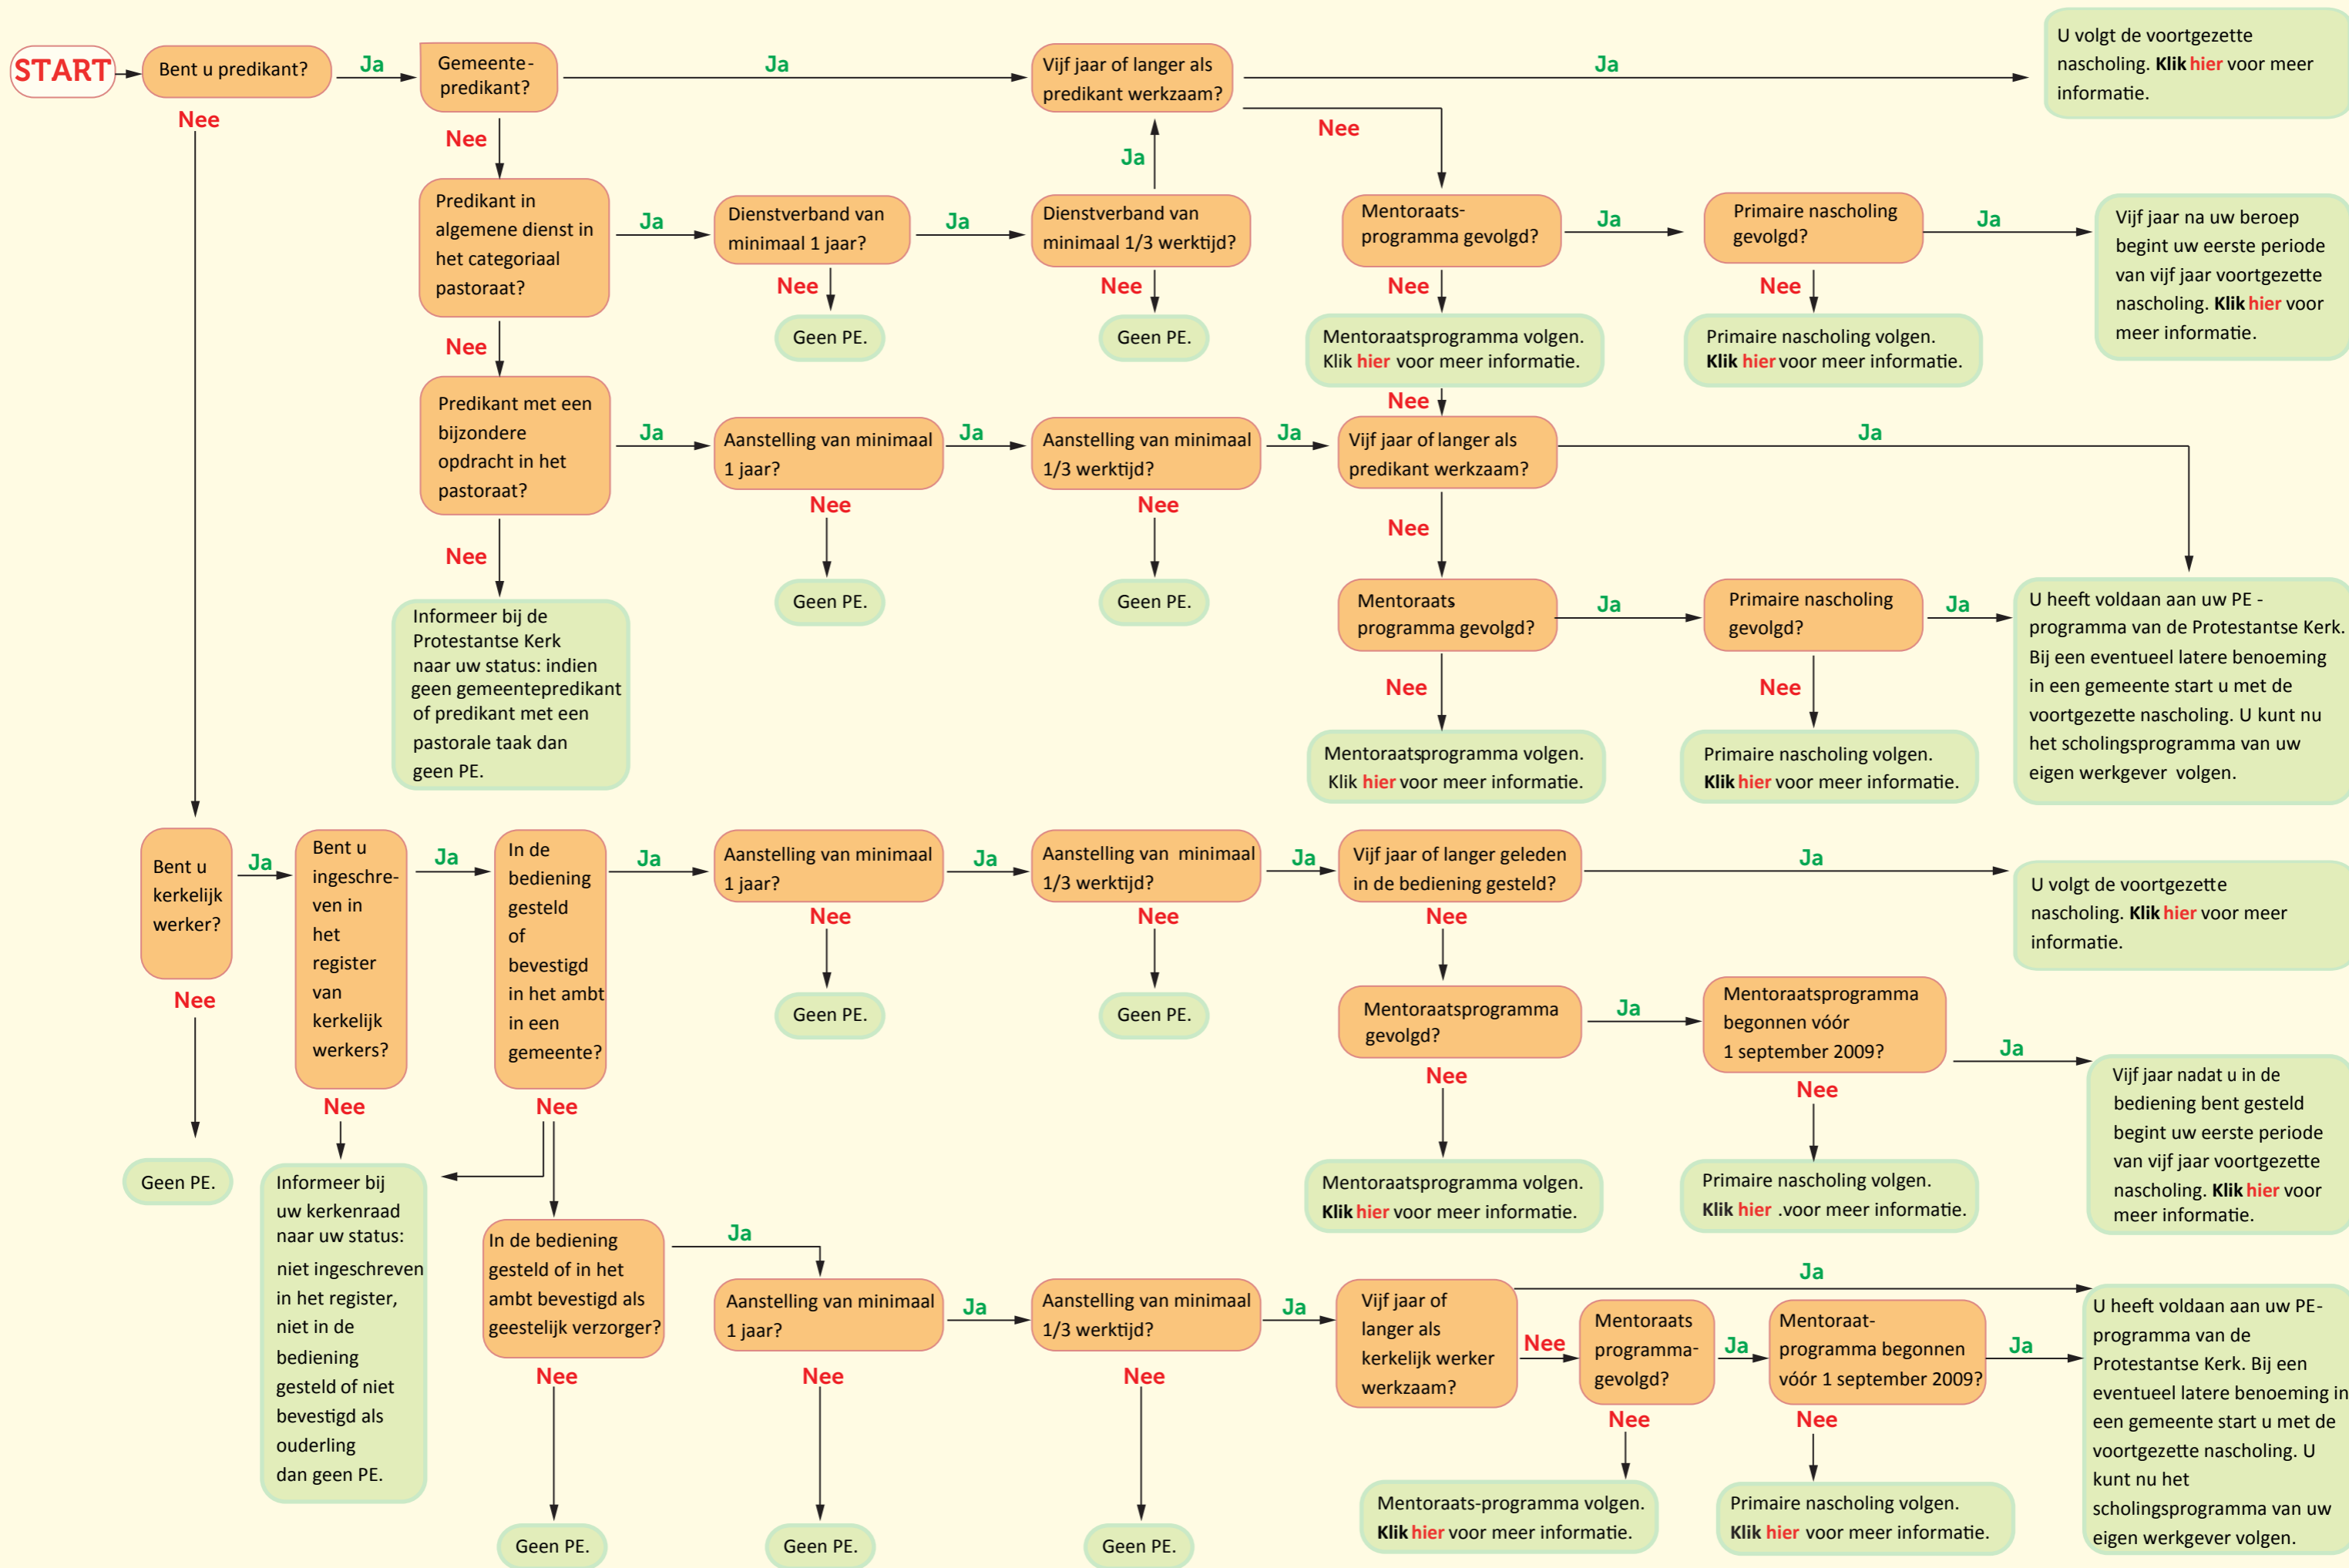 START
Bent u predikant?
Ja
Gemeente-
predikant?
Ja
Vijf jaar of langer als
predikant werkzaam?
Ja
U volgt de voortgezette
nascholing. Klik hier voor meer
informatie.
Nee
Nee
Nee
Ja
Predikant in
algemene dienst in
het categoriaal
pastoraat?
Ja
Dienstverband van
minimaal 1 jaar?
Ja
Dienstverband van
minimaal 1/3 werktijd?
Mentoraats-
programma gevolgd?
Ja
Primaire nascholing
gevolgd?
Ja
Vijf jaar na uw beroep
begint uw eerste periode
van vijf jaar voortgezette
nascholing. Klik hier voor
meer informatie.
Nee
Nee
Nee
Nee
Nee
Geen PE.
Geen PE.
Mentoraatsprogramma volgen.
Klik hier voor meer informatie.
Primaire nascholing volgen.
Klik hier voor meer informatie.
Nee
Predikant met een
bijzondere
opdracht in het
pastoraat?
Ja
Aanstelling van minimaal
1 jaar?
Ja
Aanstelling van minimaal
1/3 werktijd?
Ja
Vijf jaar of langer als
predikant werkzaam?
Ja
Nee
Nee
Nee
Nee
Informeer bij de
Protestantse Kerk
naar uw status: indien
geen gemeentepredikant
of predikant met een
pastorale taak dan
geen PE.
Geen PE.
Geen PE.
Mentoraats
programma gevolgd?
Ja
Primaire nascholing
gevolgd?
Ja
U heeft voldaan aan uw PE -
programma van de Protestantse Kerk.
Bij een eventueel latere benoeming
in een gemeente start u met de
voortgezette nascholing. U kunt nu
het scholingsprogramma van uw
eigen werkgever volgen.
Nee
Nee
Mentoraatsprogramma volgen.
Klik hier voor meer informatie.
Primaire nascholing volgen.
Klik hier voor meer informatie.
Bent u
kerkelijk
werker?
Ja
Bent u
ingeschre-
ven in
het
register
van
kerkelijk
werkers?
Ja
In de
bediening
gesteld
of
bevestigd
in het ambt
in een
gemeente?
Ja
Aanstelling van minimaal
1 jaar?
Ja
Aanstelling van minimaal
1/3 werktijd?
Ja
Vijf jaar of langer geleden
in de bediening gesteld?
Ja
U volgt de voortgezette
nascholing. Klik hier voor meer
informatie.
Nee
Nee
Nee
Nee
Geen PE.
Geen PE.
Mentoraatsprogramma
gevolgd?
Ja
Mentoraatsprogramma
begonnen vóór
1 september 2009?
Ja
Vijf jaar nadat u in de
bediening bent gesteld
begint uw eerste periode
van vijf jaar voortgezette
nascholing. Klik hier voor
meer informatie.
Nee
Nee
Nee
Nee
Geen PE.
Informeer bij
uw kerkenraad
naar uw status:
niet ingeschreven
in het register,
niet in de
bediening
gesteld of niet
bevestigd als
ouderling
dan geen PE.
Mentoraatsprogramma volgen.
Klik hier voor meer informatie.
Primaire nascholing volgen.
Klik hier .voor meer informatie.
In de bediening
gesteld of in het
ambt bevestigd als
geestelijk verzorger?
Ja
Aanstelling van minimaal
1 jaar?
Ja
Aanstelling van minimaal
1/3 werktijd?
Ja
Vijf jaar of
langer als
kerkelijk werker
werkzaam?
Ja
Nee
Mentoraats
programma-
gevolgd?
Ja
Mentoraat-
programma begonnen
vóór 1 september 2009?
Ja
U heeft voldaan aan uw PE-
programma van de
Protestantse Kerk. Bij een
eventueel latere benoeming in
een gemeente start u met de
voortgezette nascholing. U
kunt nu het
scholingsprogramma van uw
eigen werkgever volgen.
Nee
Nee
Nee
Nee
Nee
Geen PE.
Geen PE.
Geen PE.
Mentoraats-programma volgen.
Klik hier voor meer informatie.
Primaire nascholing volgen.
Klik hier voor meer informatie.